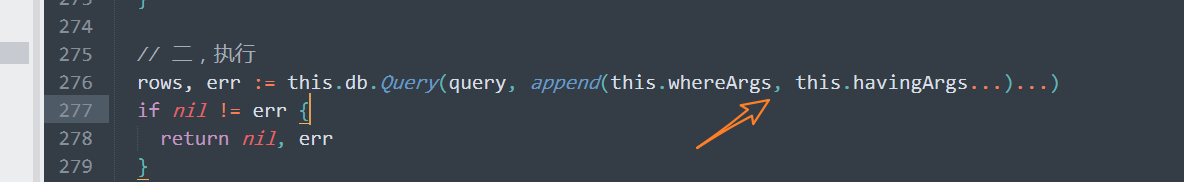 273 }
274
275 // 二，执行
276 rows, err := this.db.Query(query, append(this.whereArgs, this.havingArgs...)...)
277 if nil != err {
278 return nil, err
279 }